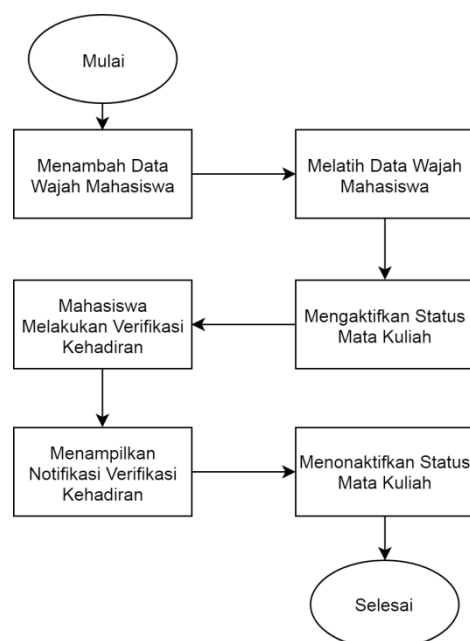 Mulai
Menambah Data
Wajah Mahasiswa
Melatih Data Wajah
Mahasiswa
Mengaktifkan Status
Mata Kuliah
Mahasiswa
Melakukan Verifikasi
Kehadiran
Menampilkan
Notifikasi Verifikasi
Kehadiran
Menonaktifkan Status
Mata Kuliah
Selesai